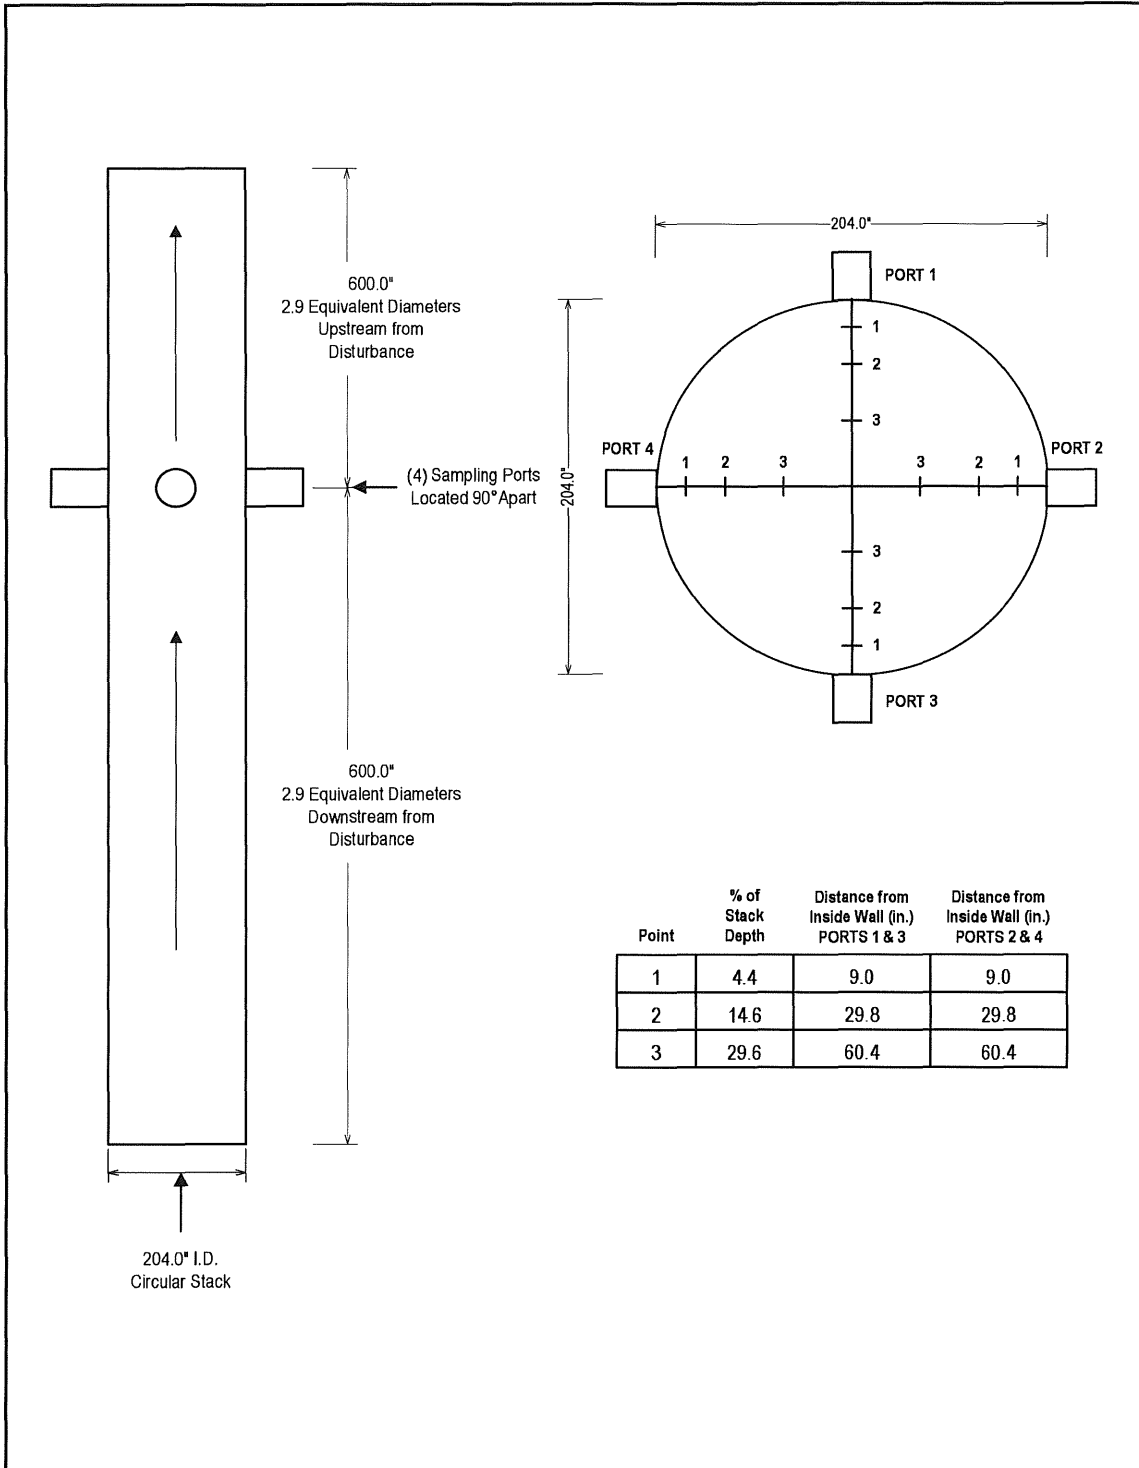 600.0"
2.9 Equivalent Diameters
Upstream from
Disturbance
(4) Sampling Ports
Located 90°Apart
600.0"
2.9 Equivalent Diameters
Downstream from
Disturbance
204.0" I.D.
Circular Stack
204.0"
PORT 1
1
2
3
PORT 4
1 2 3
3 2 1
PORT 2
204.0"
3
2
1
PORT 3
Point % of Stack Depth Distance from Inside Wall (in.) PORTS 1 & 3 Distance from Inside Wall (in.) PORTS 2 & 4
1 4.4 9.0 9.0
2 14.6 29.8 29.8
3 29.6 60.4 60.4